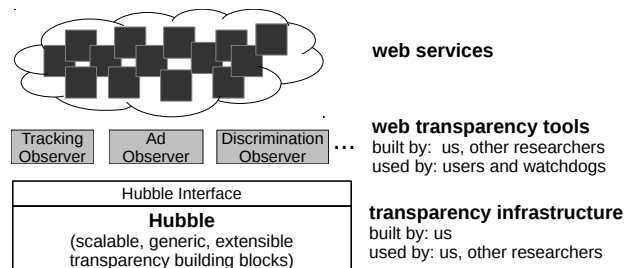 web services
Tracking
Observer
Ad
Observer
Discrimination
Observer
...
web transparency tools
built by: us, other researchers
used by: users and watchdogs
Hubble Interface
Hubble
(scalable, generic, extensible
transparency building blocks)
transparency infrastructure
built by: us
used by: us, other researchers